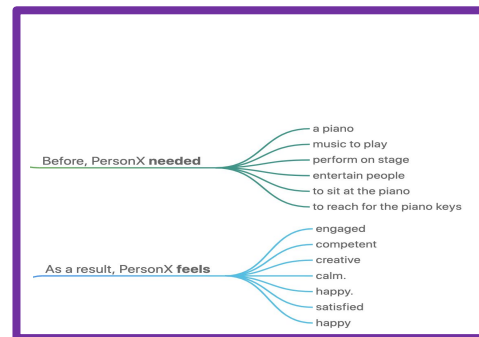 Before, PersonX needed
a piano
music to play
perform on stage
entertain people
to sit at the piano
to reach for the piano keys
As a result, PersonX feels
engaged
competent
creative
calm.
happy.
satisfied
happy